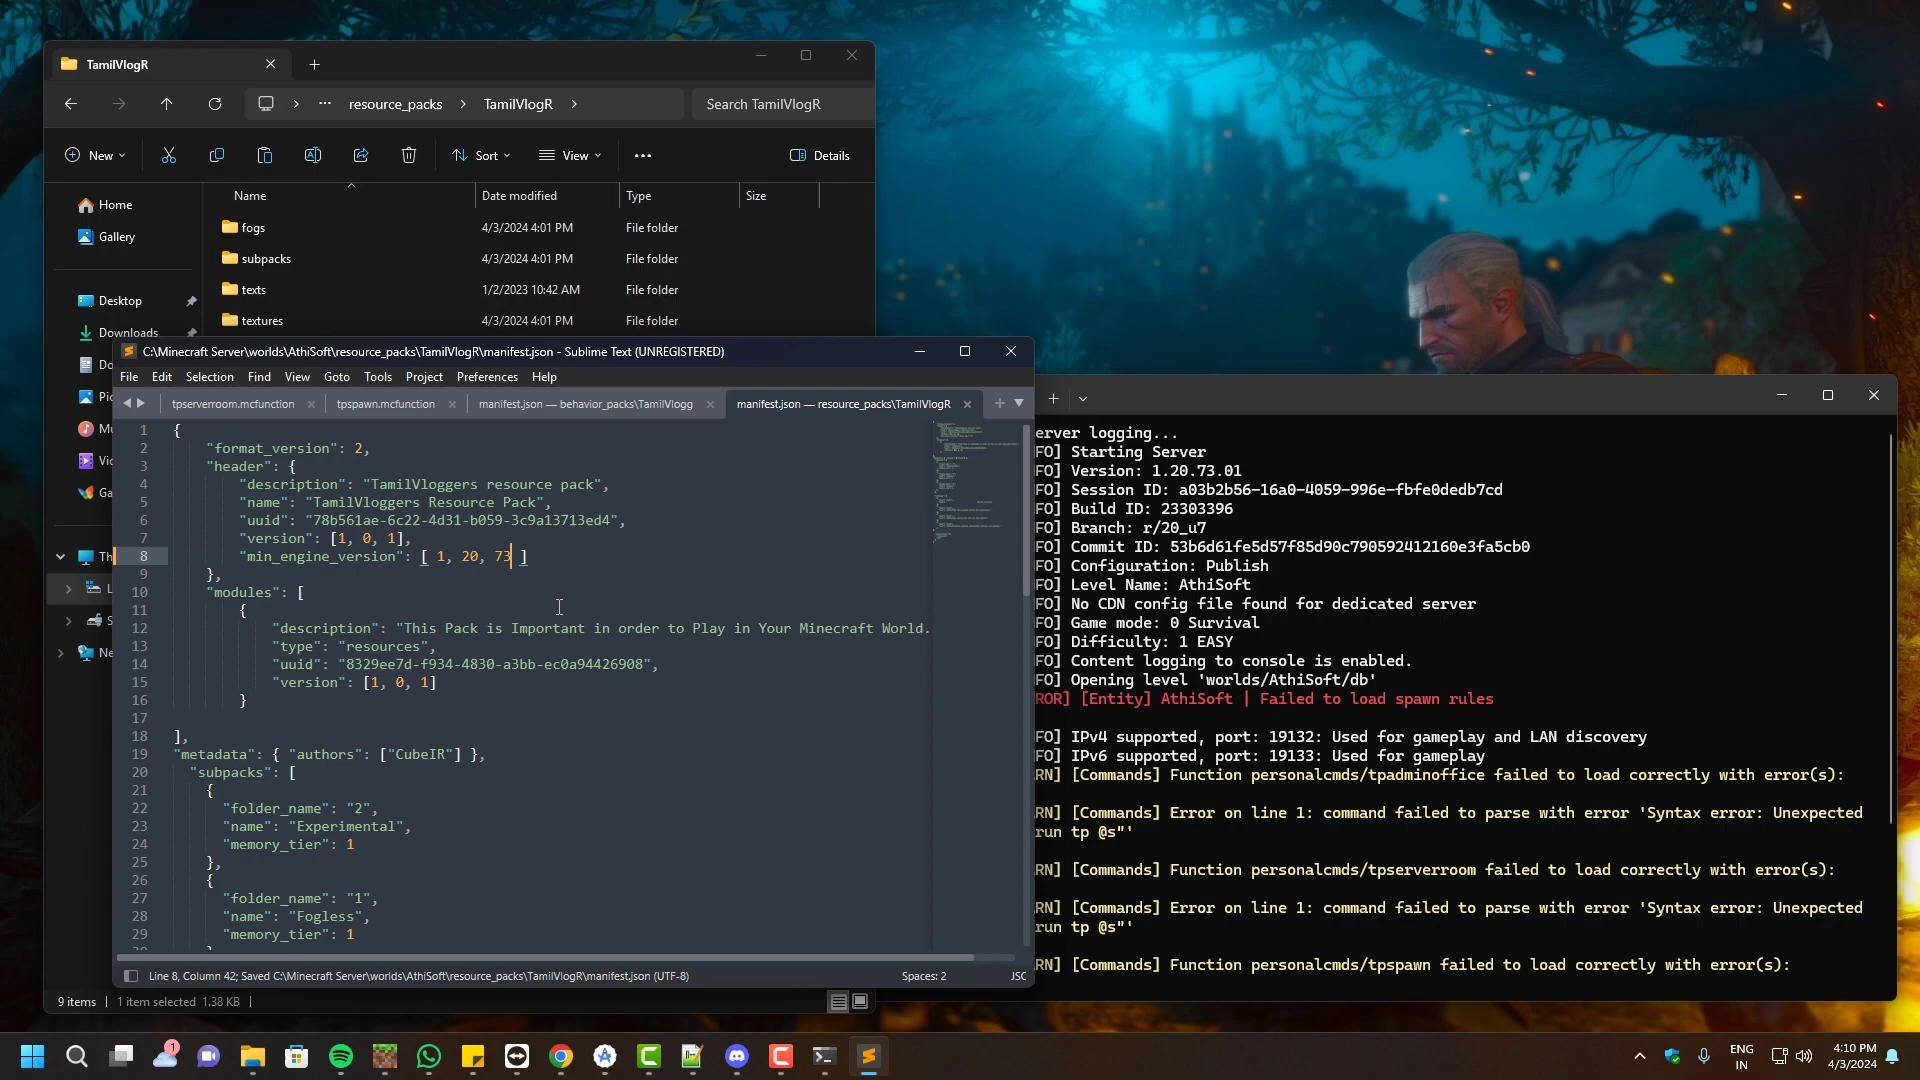 TamilVlogR
resource_packs
TamilVlogR
Search TamilVlogR
New
Sort
View
Details
Name
Date modified
Type
Size
Home
Gallery
Desktop
Downloads
fogs
4/3/2024 4:01 PM
File folder
subpacks
4/3/2024 4:01 PM
File folder
texts
1/2/2023 10:42 AM
File folder
textures
4/3/2024 4:01 PM
File folder
C:\Minecraft Server\worlds\AthiSoft\resource_packs\TamilVlogR\manifest.json - Sublime Text (UNREGISTERED)
File Edit Selection Find View Goto Tools Project Preferences Help
tpserverroom.mcfunction
tpspawn.mcfunction
manifest.json — behavior_packs\TamilVlogg
manifest.json — resource_packs\TamilVlogR
1 {
2 "format_version": 2,
3 "header": {
4 "description": "TamilVloggers resource pack",
5 "name": "TamilVloggers Resource Pack",
6 "uuid": "78b561ae-6c22-4d31-b059-3c9a13713ed4",
7 "version": [1, 0, 1],
8 "min_engine_version": [ 1, 20, 73 ]
9 },
10 "modules": [
11 {
12 "description": "This Pack is Important in order to Play in Your Minecraft World.
13 "type": "resources",
14 "uuid": "8329ee7d-f934-4830-a3bb-ec0a94426908",
15 "version": [1, 0, 1]
16 }
17
18 ],
19 "metadata": { "authors": ["CubeIR"] },
20 "subpacks": [
21 {
22 "folder_name": "2",
23 "name": "Experimental",
24 "memory_tier": 1
25 },
26 {
27 "folder_name": "1",
28 "name": "Fogless",
29 "memory_tier": 1
Line 8, Column 42; Saved C:\Minecraft Server\worlds\AthiSoft\resource_packs\TamilVlogR\manifest.json (UTF-8)
Spaces: 2
JSC
9 items
1 item selected 1.38 KB
erver logging...
FO] Starting Server
FO] Version: 1.20.73.01
FO] Session ID: a03b2b56-16a0-4059-996e-fbfe0dedb7cd
FO] Build ID: 23303396
FO] Branch: r/20_u7
FO] Commit ID: 53b6d61fe5d57f85d90c790592412160e3fa5cb0
FO] Configuration: Publish
FO] Level Name: AthiSoft
FO] No CDN config file found for dedicated server
FO] Game mode: 0 Survival
FO] Difficulty: 1 EASY
FO] Content logging to console is enabled.
FO] Opening level 'worlds/AthiSoft/db'
ROR] [Entity] AthiSoft | Failed to load spawn rules
FO] IPv4 supported, port: 19132: Used for gameplay and LAN discovery
FO] IPv6 supported, port: 19133: Used for gameplay
RN] [Commands] Function personalcmds/tpadminoffice failed to load correctly with error(s):
RN] [Commands] Error on line 1: command failed to parse with error 'Syntax error: Unexpected
run tp @s"'
RN] [Commands] Function personalcmds/tpserverroom failed to load correctly with error(s):
RN] [Commands] Error on line 1: command failed to parse with error 'Syntax error: Unexpected
run tp @s"'
RN] [Commands] Function personalcmds/tpspawn failed to load correctly with error(s):
1
ENG
IN
4:10 PM
4/3/2024